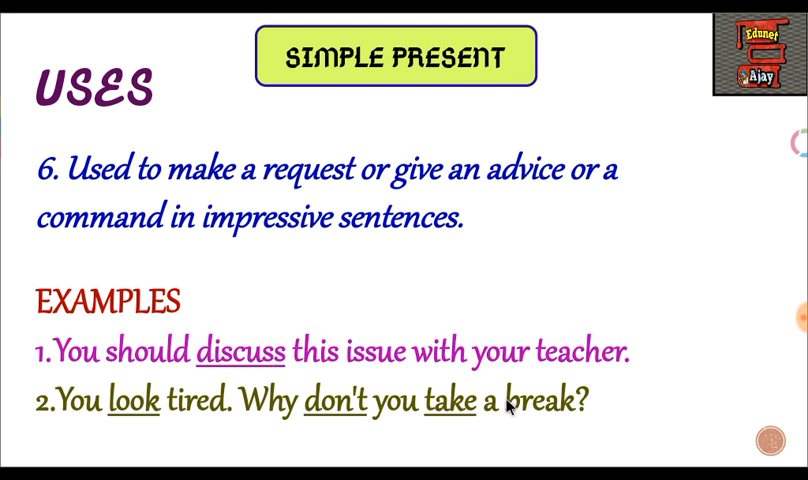 SIMPLE PRESENT
Edunet
Ajay
USES
6. Used to make a request or give an advice or a
command in impressive sentences.
EXAMPLES
1.You should discuss this issue with your teacher.
2.You look tired. Why don't you take a break?